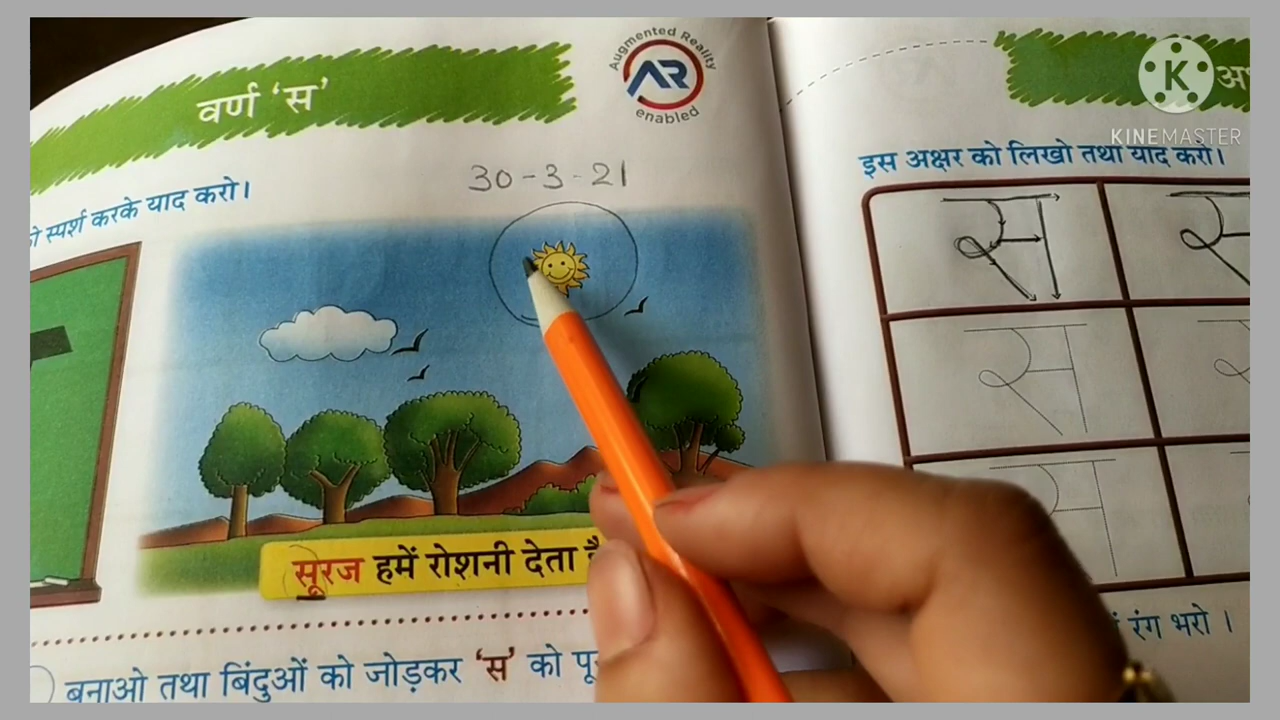 वर्ण 'स'
Augmented Reality
AR
enabled
30-3-21
स्पर्श करके याद करो।
सूरज हमें रोशनी देता है
बनाओ तथा बिंदुओं को जोड़कर 'स' को
KINEMASTER
इस अक्षर को लिखो तथा याद करो।
स स
स
स
रंग भरो ।